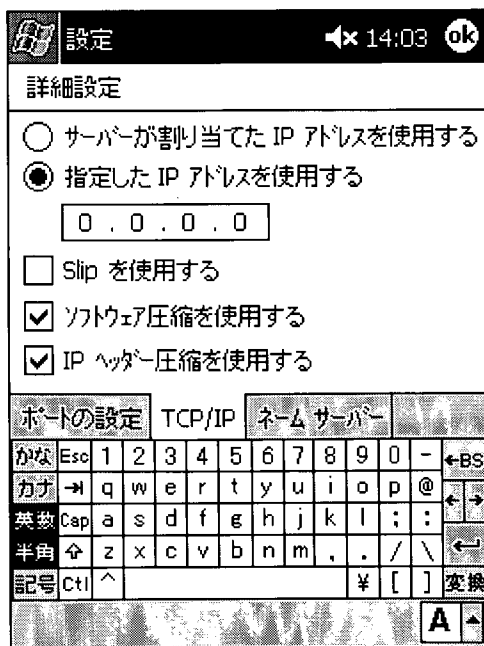 設定 14:03 ok
詳細設定
サーバーが割り当てた IP アドレスを使用する
指定した IP アドレスを使用する
0 . 0 . 0 . 0
Slip を使用する
ソフトウェア圧縮を使用する
IP ヘッダー圧縮を使用する
ポートの設定 TCP/IP ネーム サーバー
かな Esc 1 2 3 4 5 6 7 8 9 0 - ←BS
カナ →| q w e r t y u i o p @ ← →
英数 Cap a s d f g h j k l ; :
半角 ⇧ z x c v b n m , . / \ ↵
記号 Ctl ^ ¥ [ ] 変換
A